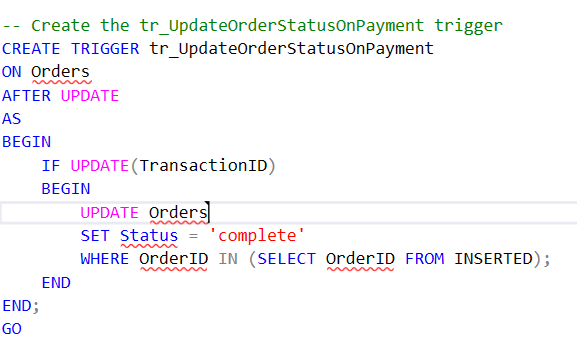 -- Create the tr_UpdateOrderStatusOnPayment trigger
CREATE TRIGGER tr_UpdateOrderStatusOnPayment
ON Orders
AFTER UPDATE
AS
BEGIN
    IF UPDATE(TransactionID)
    BEGIN
        UPDATE Orders
        SET Status = 'complete'
        WHERE OrderID IN (SELECT OrderID FROM INSERTED);
    END
END;
GO